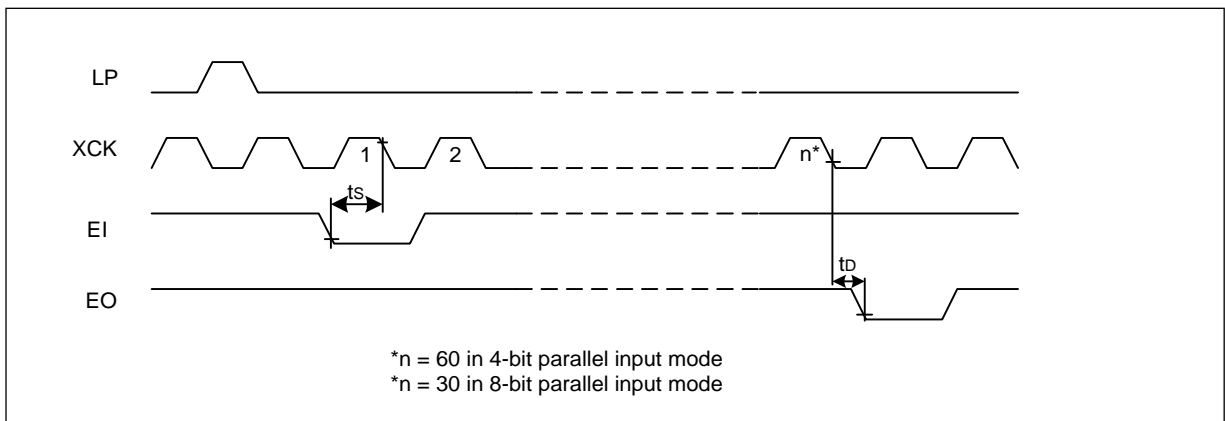 LP
XCK
1
2
n*
ts
EI
tD
EO
*n = 60 in 4-bit parallel input mode
*n = 30 in 8-bit parallel input mode